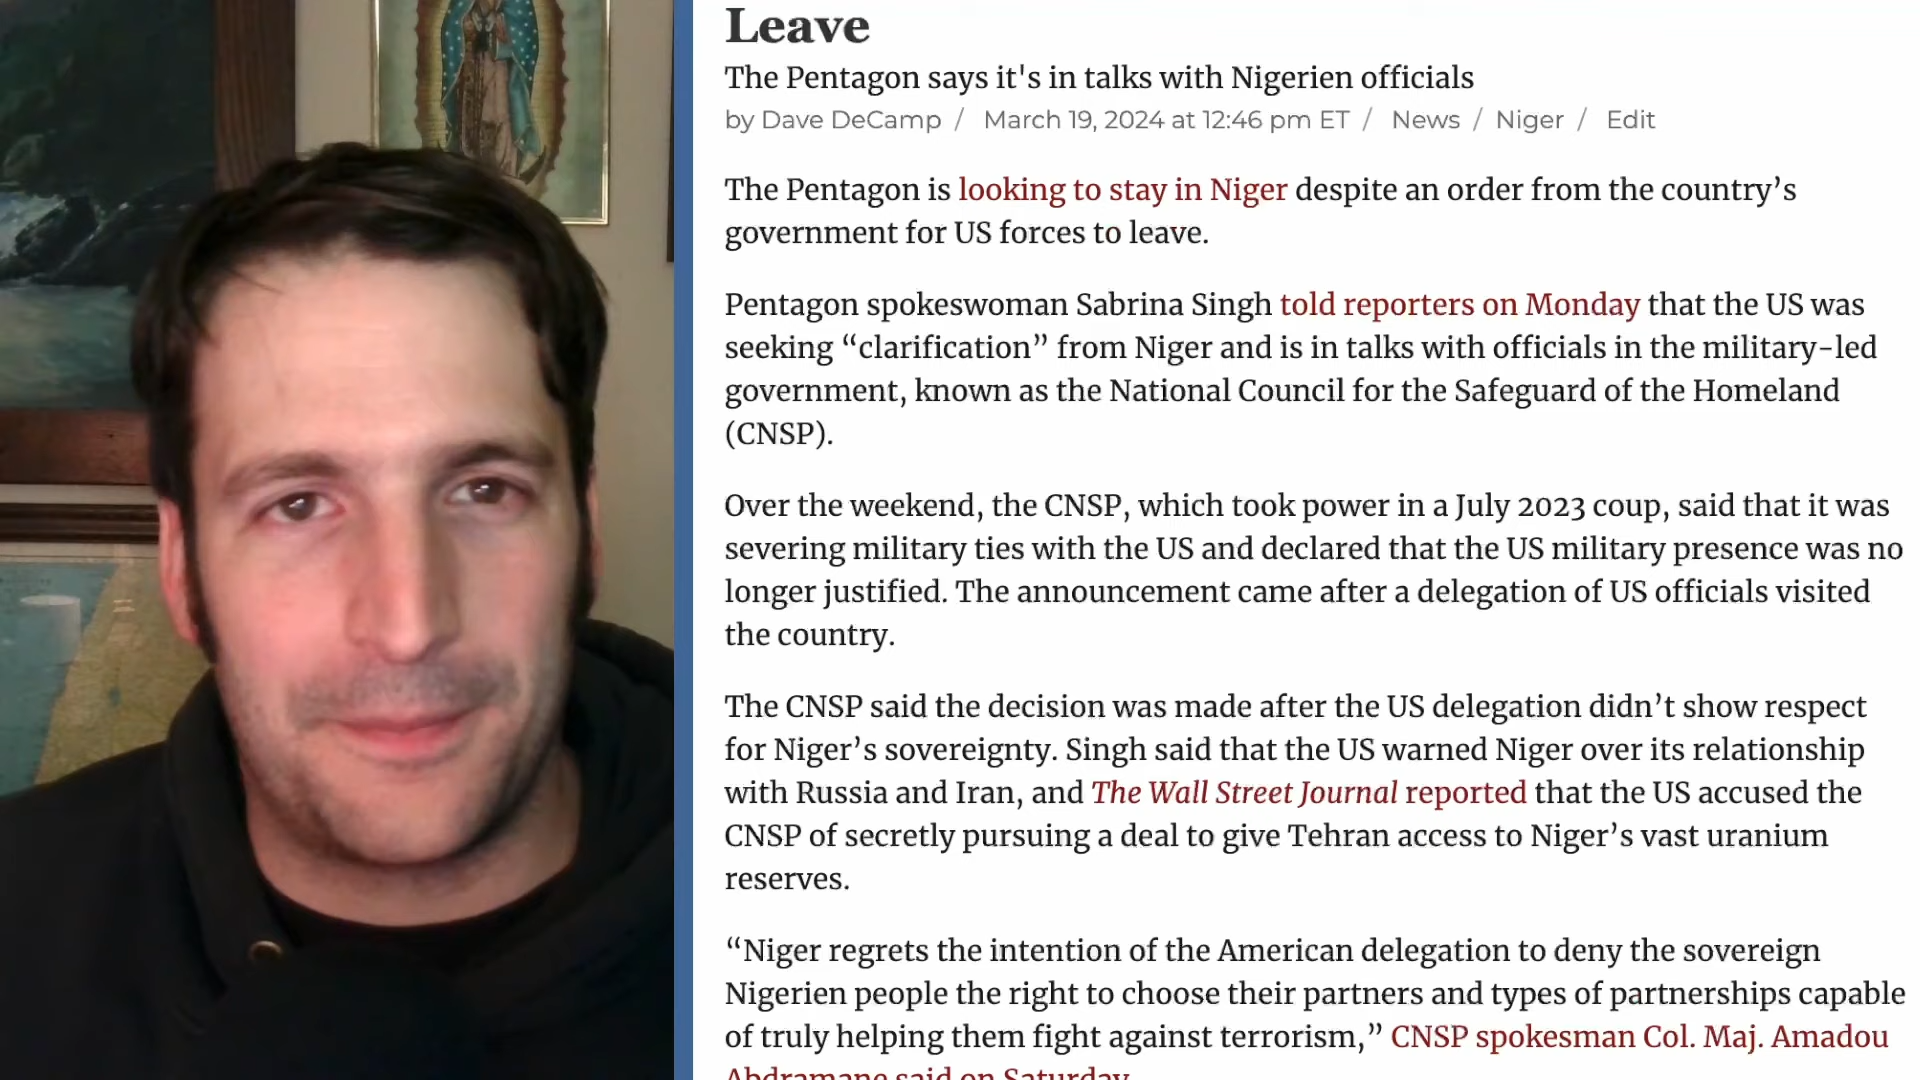 Leave
The Pentagon says it's in talks with Nigerien officials
by Dave DeCamp / March 19, 2024 at 12:46 pm ET / News / Niger / Edit
The Pentagon is looking to stay in Niger despite an order from the country’s
government for US forces to leave.
Pentagon spokeswoman Sabrina Singh told reporters on Monday that the US was
seeking “clarification” from Niger and is in talks with officials in the military-led
government, known as the National Council for the Safeguard of the Homeland
(CNSP).
Over the weekend, the CNSP, which took power in a July 2023 coup, said that it was
severing military ties with the US and declared that the US military presence was no
longer justified. The announcement came after a delegation of US officials visited
the country.
The CNSP said the decision was made after the US delegation didn’t show respect
for Niger’s sovereignty. Singh said that the US warned Niger over its relationship
with Russia and Iran, and The Wall Street Journal reported that the US accused the
CNSP of secretly pursuing a deal to give Tehran access to Niger’s vast uranium
reserves.
“Niger regrets the intention of the American delegation to deny the sovereign
Nigerien people the right to choose their partners and types of partnerships capable
of truly helping them fight against terrorism,” CNSP spokesman Col. Maj. Amadou
Abdramane said on Saturday.